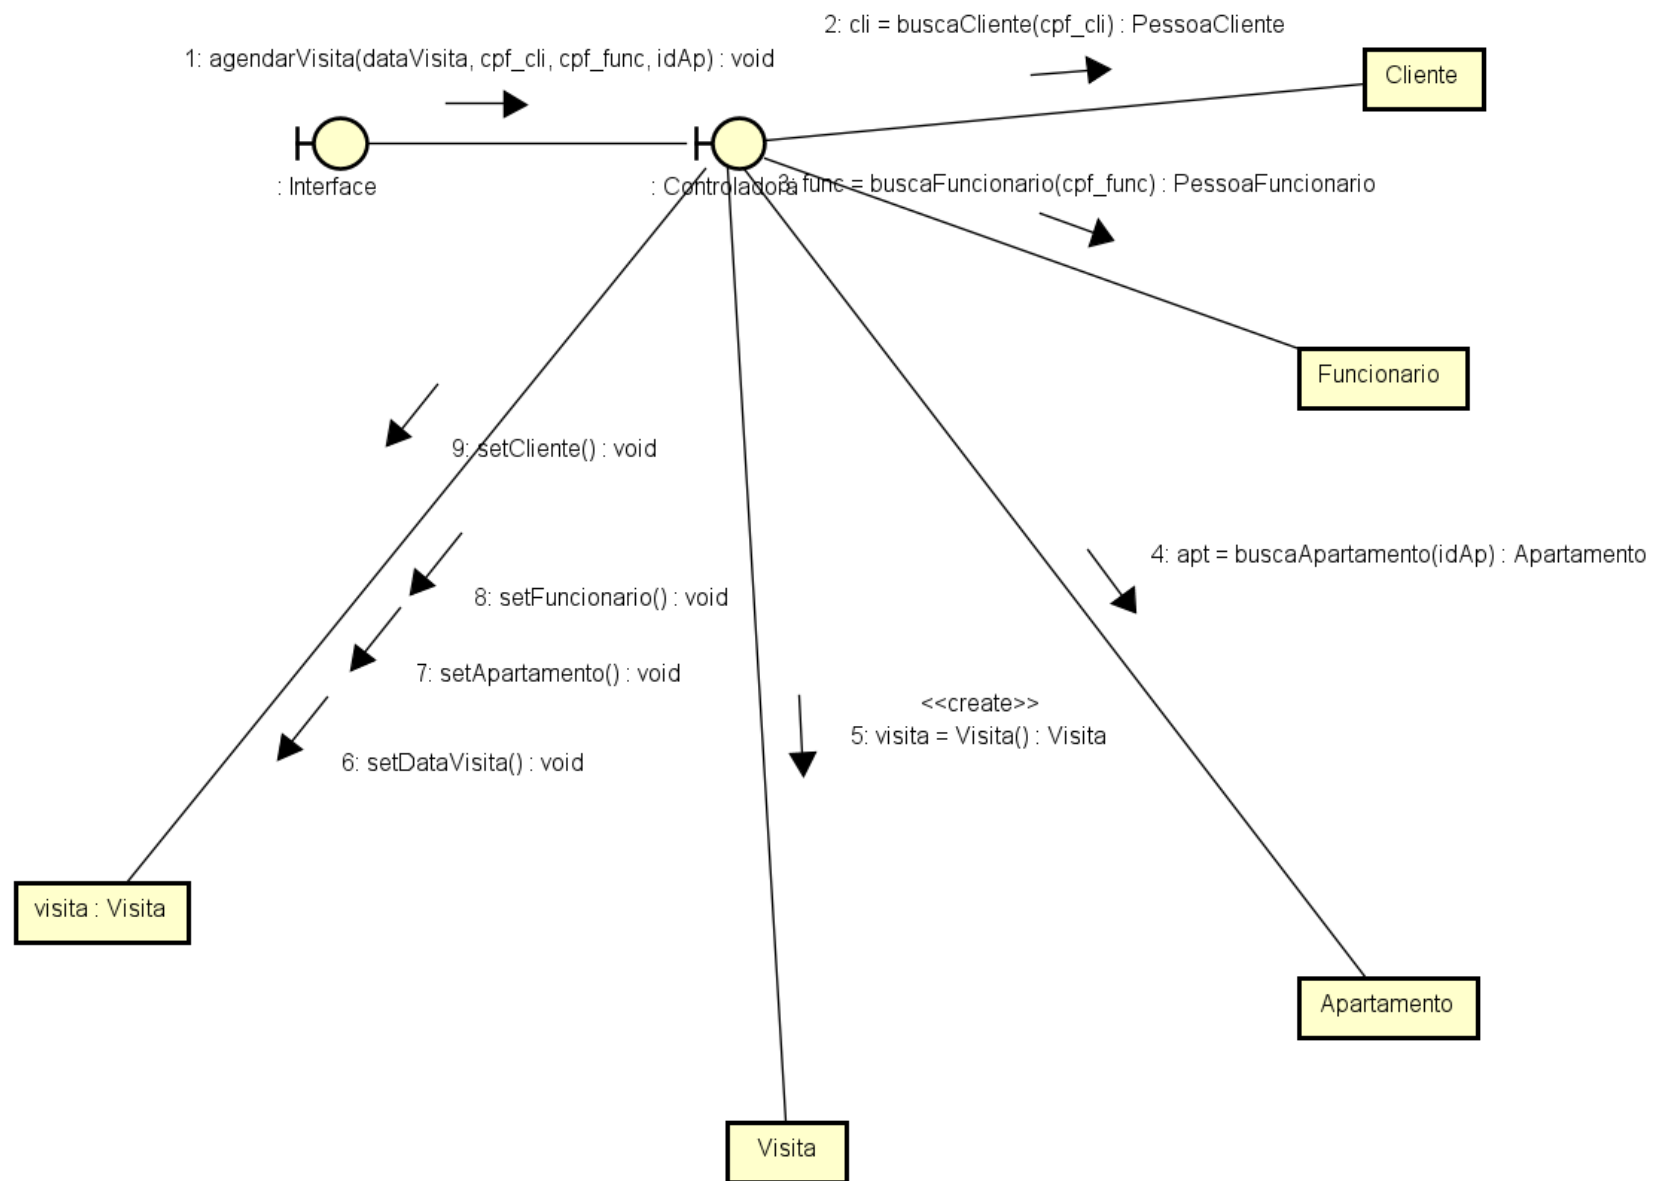 2: cli = buscaCliente(cpf_cli) : PessoaCliente
1: agendarVisita(dataVisita, cpf_cli, cpf_func, idAp) : void
Cliente
: Interface
: Controladora
3: func = buscaFuncionario(cpf_func) : PessoaFuncionario
Funcionario
9: setCliente() : void
4: apt = buscaApartamento(idAp) : Apartamento
8: setFuncionario() : void
7: setApartamento() : void
<<create>>
5: visita = Visita() : Visita
6: setDataVisita() : void
visita : Visita
Apartamento
Visita